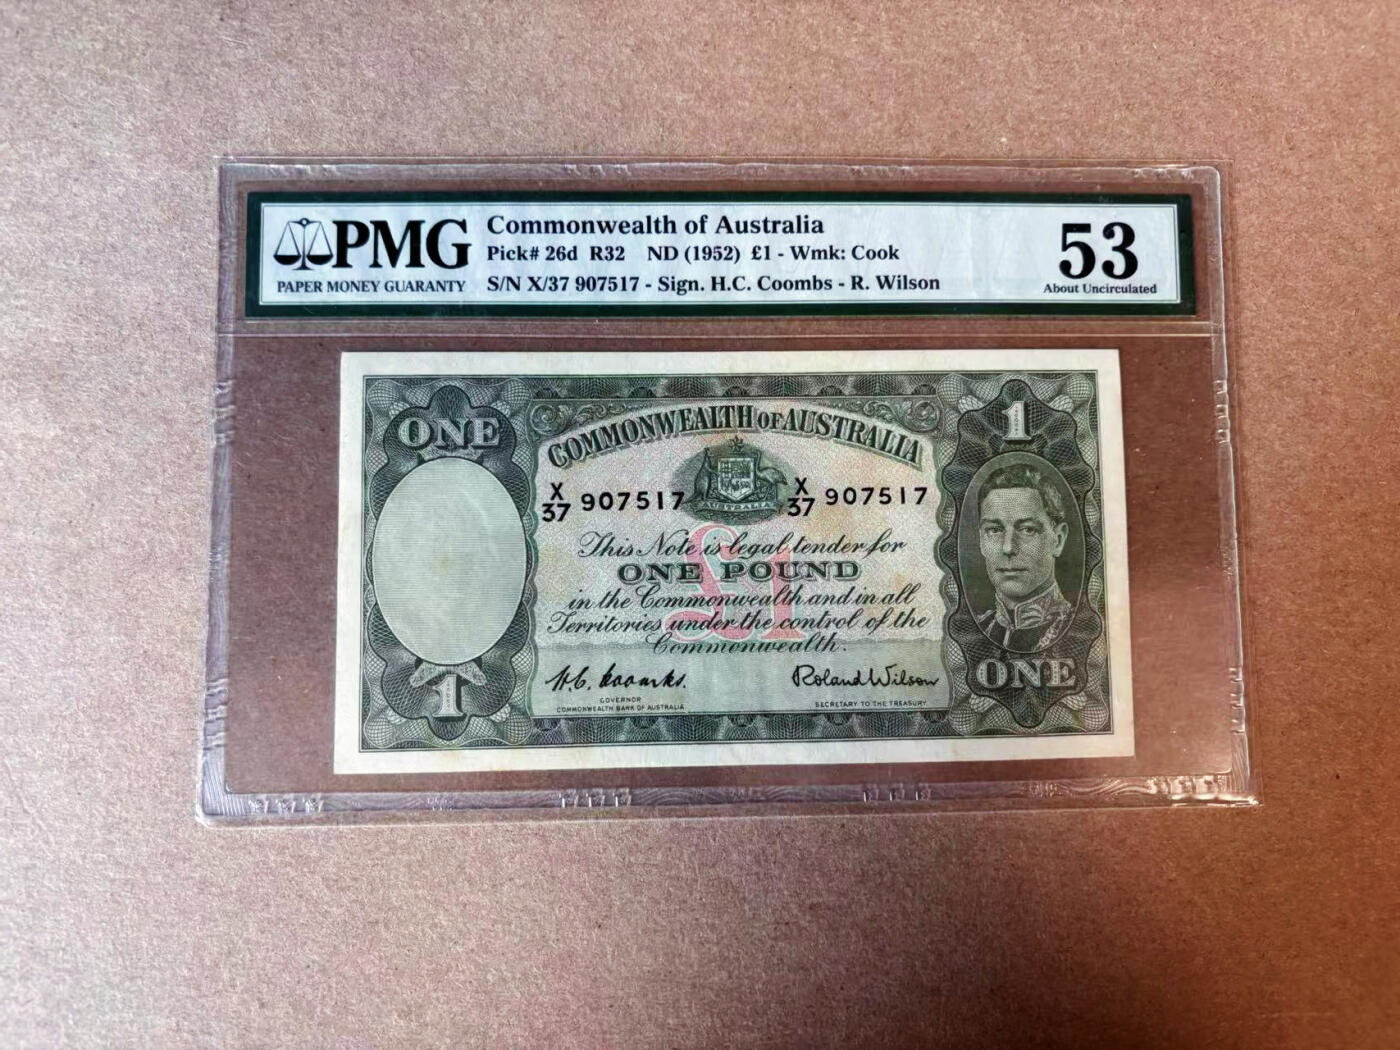 PMG
PAPER MONEY GUARANTY
Commonwealth of Australia
Pick# 26d R32 ND (1952) £1 - Wmk: Cook
S/N X/37 907517 - Sign. H.C. Coombs - R. Wilson
53
About Uncirculated
ONE
COMMONWEALTH OF AUSTRALIA
1
X/37 907517
AUSTRALIA
X/37 907517
This Note is legal tender for
ONE POUND
in the Commonwealth and in all
Territories under the control of the
Commonwealth.
£1
H.C. Coombs.
GOVERNOR
COMMONWEALTH BANK OF AUSTRALIA
Roland Wilson
SECRETARY TO THE TREASURY
1
ONE